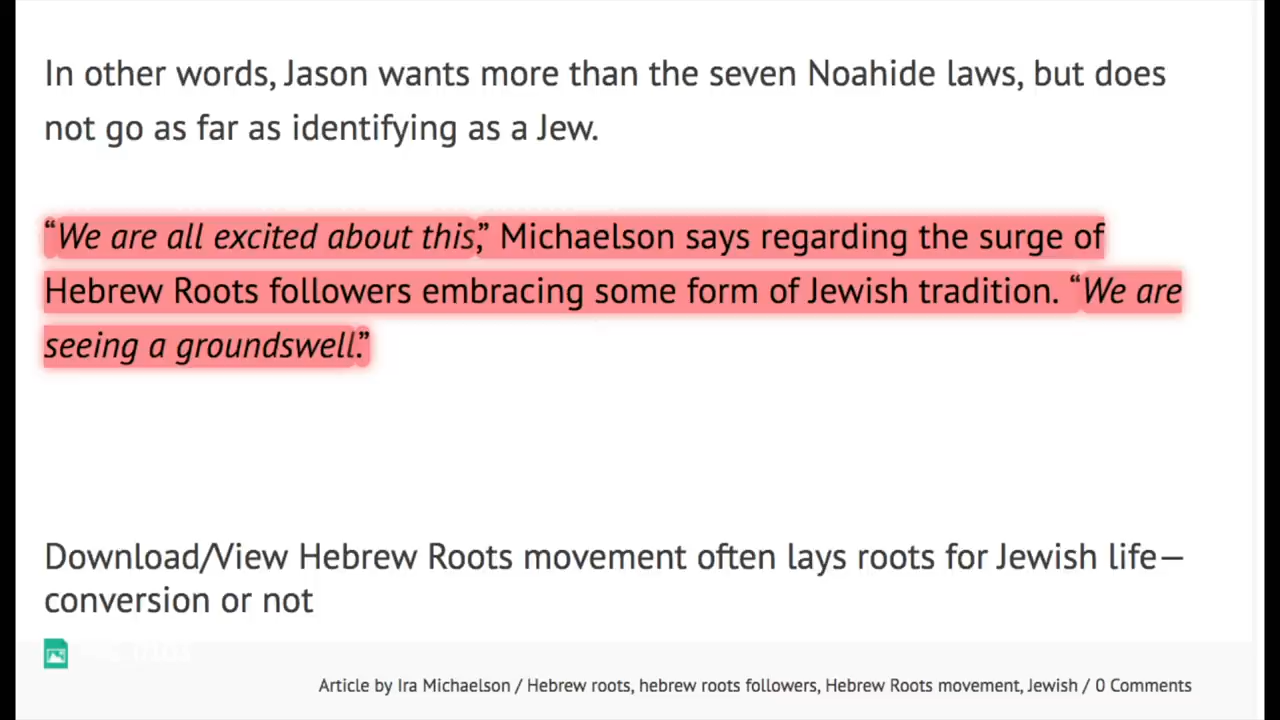 In other words, Jason wants more than the seven Noahide laws, but does
not go as far as identifying as a Jew.
“We are all excited about this,” Michaelson says regarding the surge of
Hebrew Roots followers embracing some form of Jewish tradition. “We are
seeing a groundswell.”
Download/View Hebrew Roots movement often lays roots for Jewish life—
conversion or not
Article by Ira Michaelson / Hebrew roots, hebrew roots followers, Hebrew Roots movement, Jewish / 0 Comments